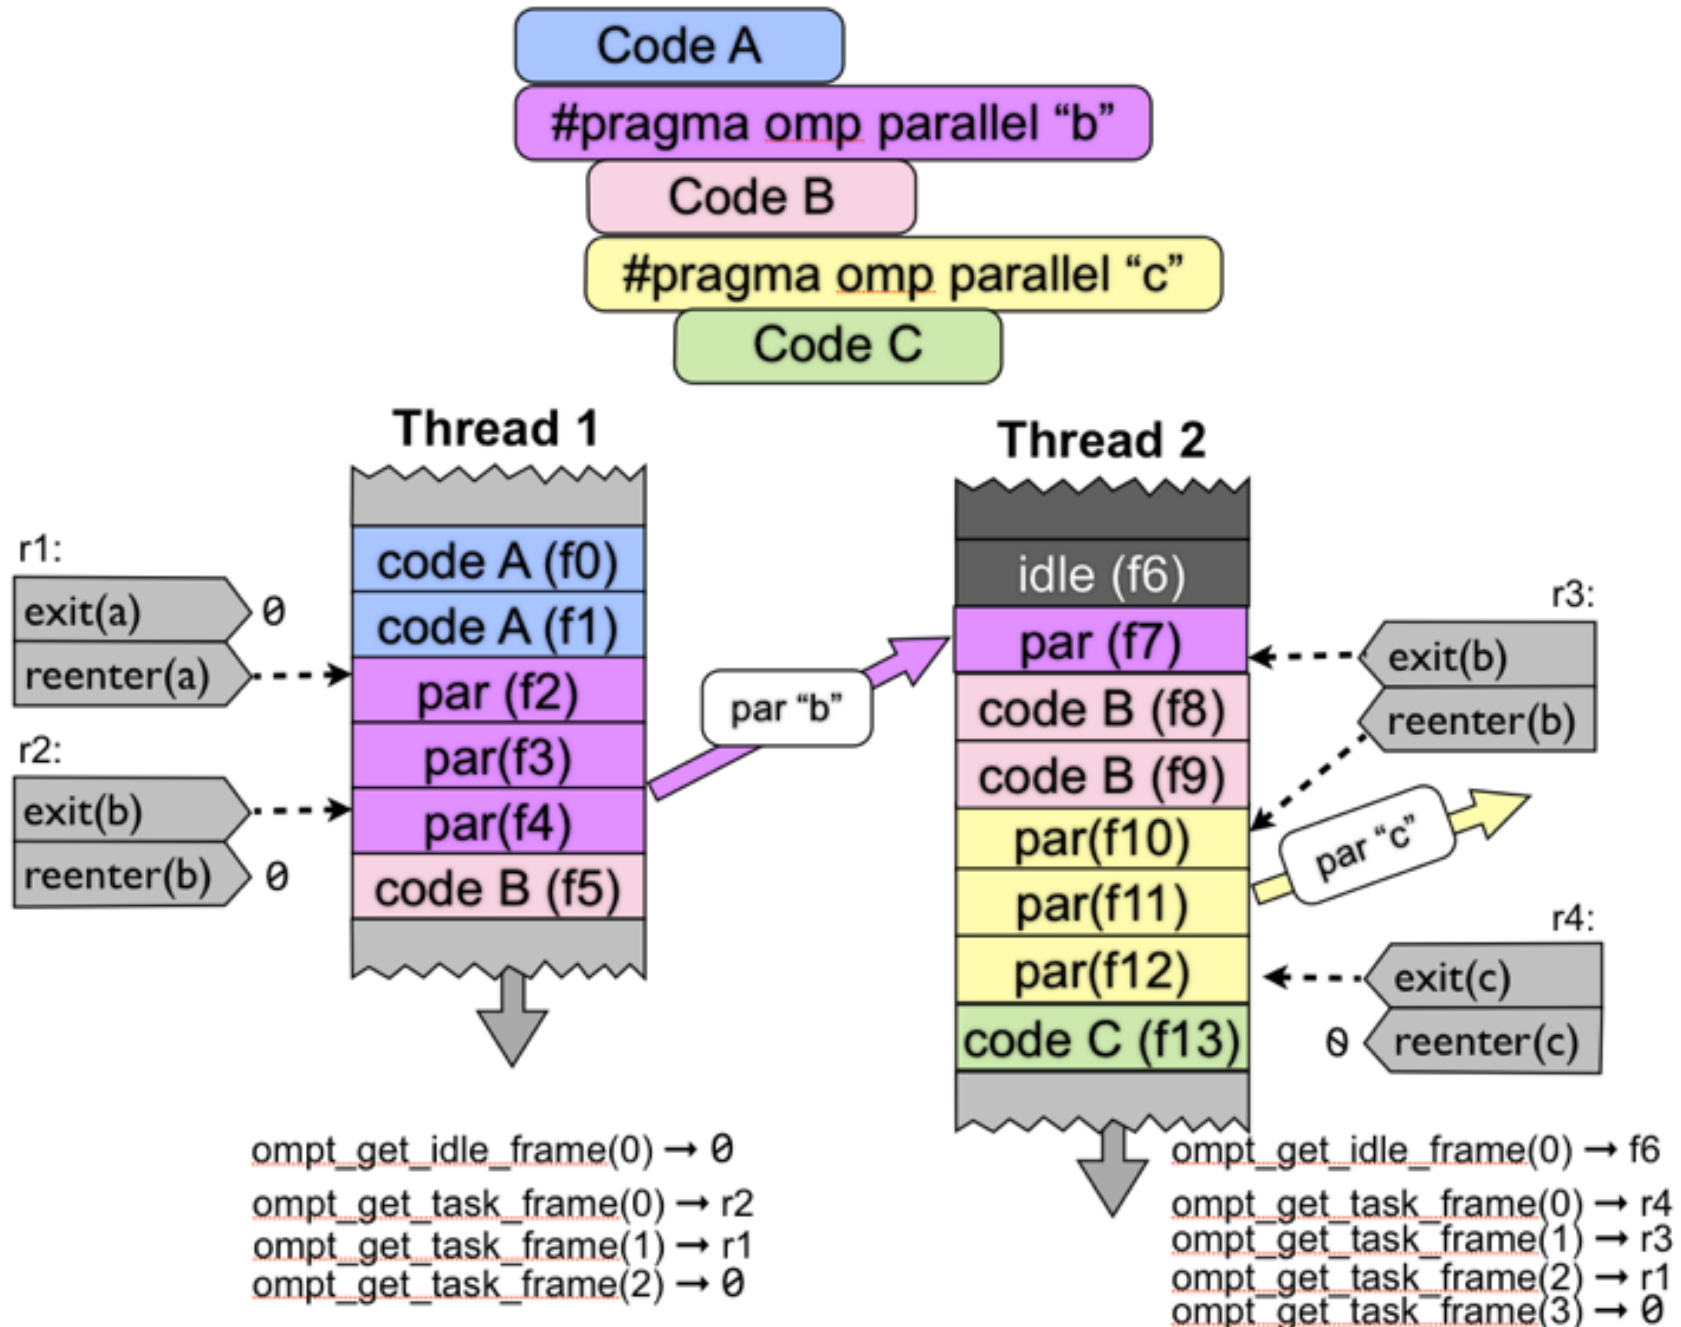 Code A
#pragma omp parallel “b”
Code B
#pragma omp parallel “c”
Code C
Thread 1
code A (f0)
code A (f1)
par (f2)
par(f3)
par(f4)
code B (f5)
r1:
exit(a) 0
reenter(a)
r2:
exit(b)
reenter(b) 0
par “b”
Thread 2
idle (f6)
par (f7)
code B (f8)
code B (f9)
par(f10)
par(f11)
par(f12)
code C (f13)
r3:
exit(b)
reenter(b)
par “c”
r4:
exit(c)
0 reenter(c)
ompt_get_idle_frame(0) → 0
ompt_get_task_frame(0) → r2
ompt_get_task_frame(1) → r1
ompt_get_task_frame(2) → 0
ompt_get_idle_frame(0) → f6
ompt_get_task_frame(0) → r4
ompt_get_task_frame(1) → r3
ompt_get_task_frame(2) → r1
ompt_get_task_frame(3) → 0